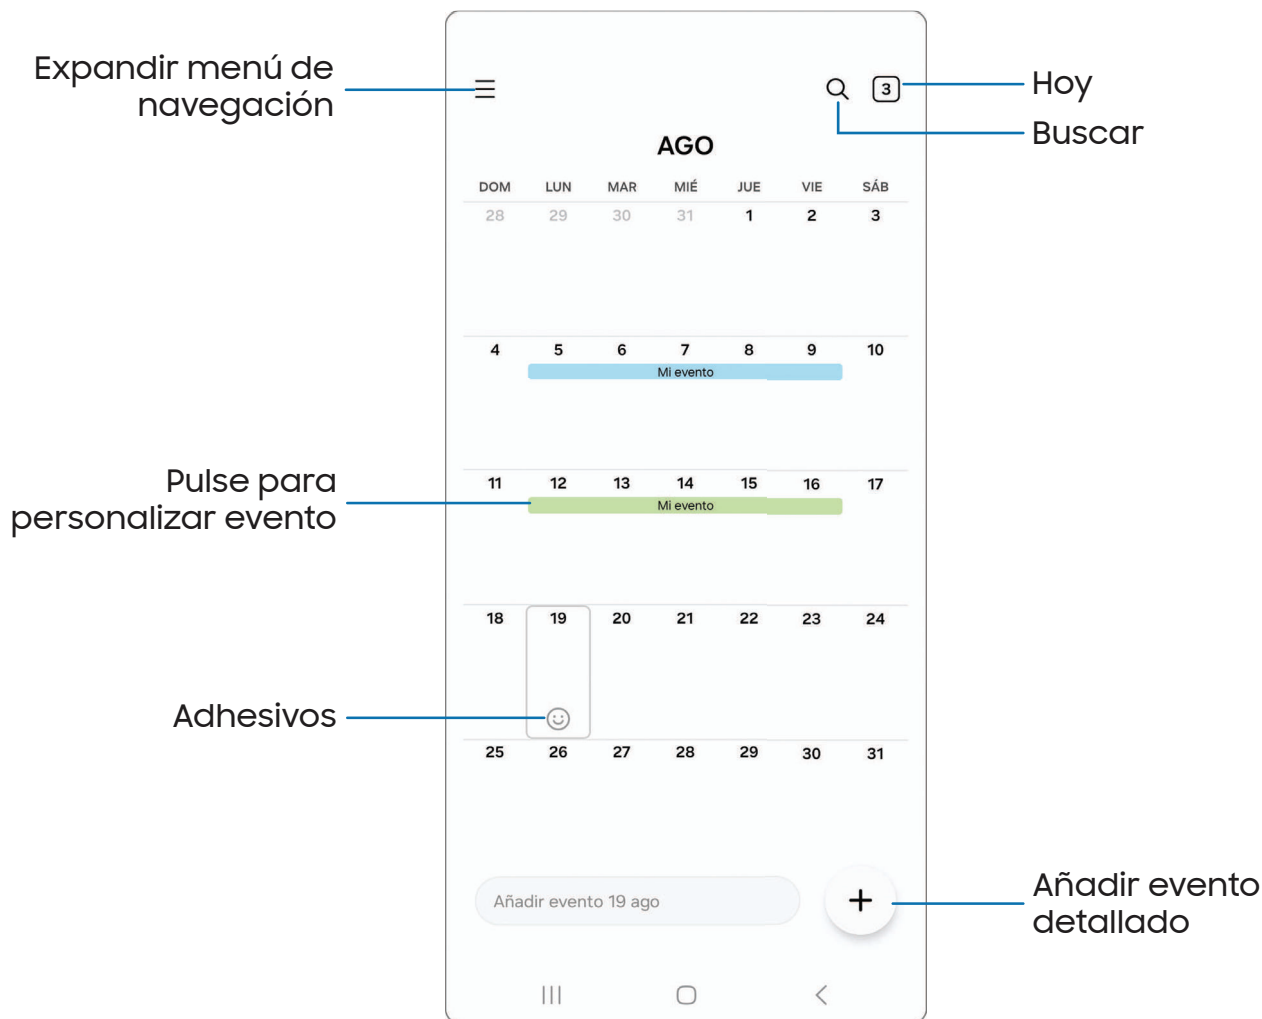 Expandir menú de
navegación
3
Hoy
Buscar
AGO
DOM LUN MAR MIÉ JUE VIE SÁB
28 29 30 31 1 2 3
4 5 6 7 8 9 10
Mi evento
Pulse para
personalizar evento
11 12 13 14 15 16 17
Mi evento
18 19 20 21 22 23 24
Adhesivos
25 26 27 28 29 30 31
Añadir evento 19 ago
Añadir evento
detallado